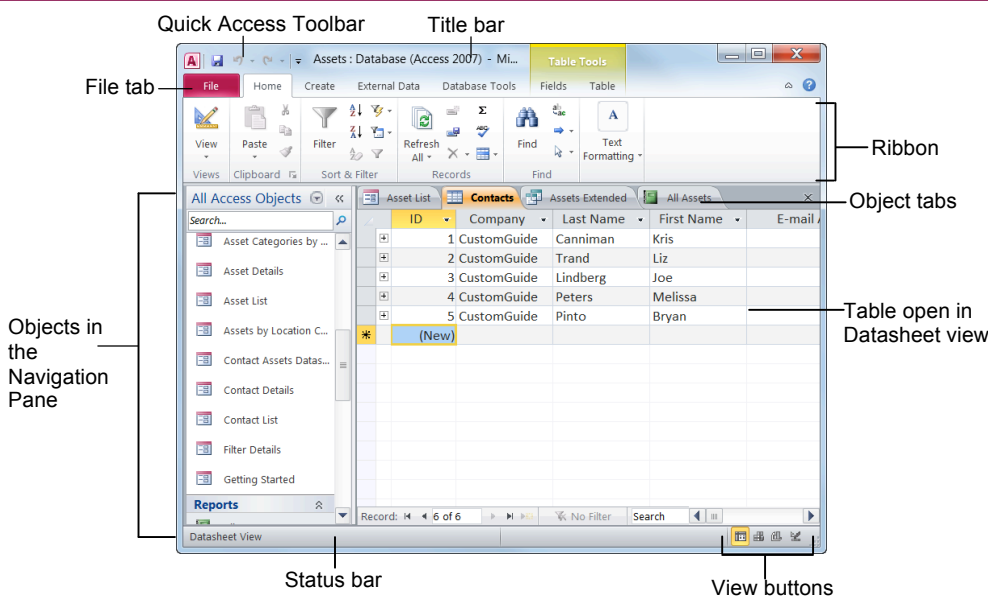 Quick Access Toolbar
Title bar
Assets : Database (Access 2007) - Mi...
Table Tools
File tab
File
Home
Create
External Data
Database Tools
Fields
Table
View
Paste
Filter
Refresh
All
Find
Text
Formatting
Views
Clipboard
Sort & Filter
Records
Find
Ribbon
All Access Objects
Search...
Asset List
Contacts
Assets Extended
All Assets
Object tabs
ID Company Last Name First Name E-mail A
1 CustomGuide Canniman Kris
2 CustomGuide Trand Liz
3 CustomGuide Lindberg Joe
4 CustomGuide Peters Melissa
5 CustomGuide Pinto Bryan
(New)
Asset Categories by ...
Asset Details
Asset List
Assets by Location C...
Contact Assets Datas...
Contact Details
Contact List
Filter Details
Getting Started
Reports
Objects in
the
Navigation
Pane
Table open in
Datasheet view
Record: 6 of 6 No Filter Search
Datasheet View
Status bar
View buttons